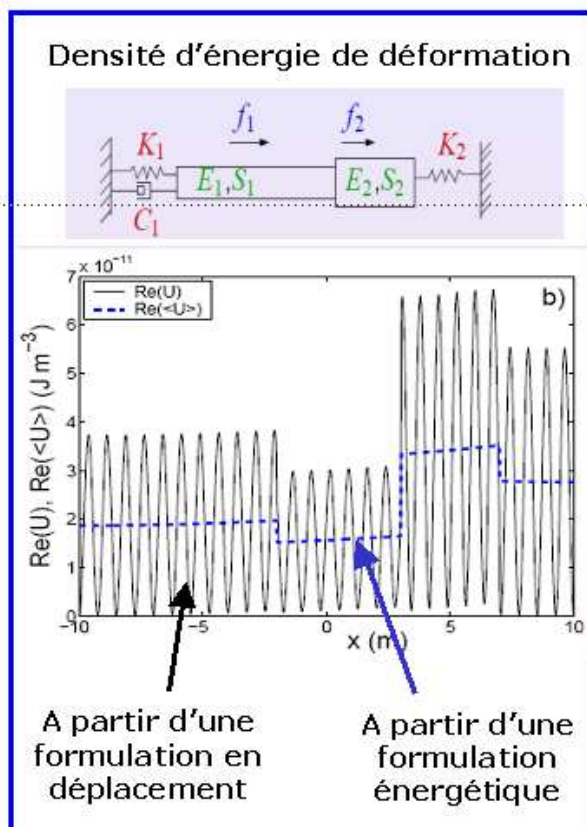 Densité d'énergie de déformation
f1 f2
K1 K2
E1,S1 E2,S2
C1
7 x 10^-11
b)
Re(U)
Re(<U>)
6
5
4
3
2
1
0
Re(U), Re(<U>) (J m^-3)
-10 -5 0 5 10
x (m)
A partir d'une
formulation en
déplacement
A partir d'une
formulation
énergétique